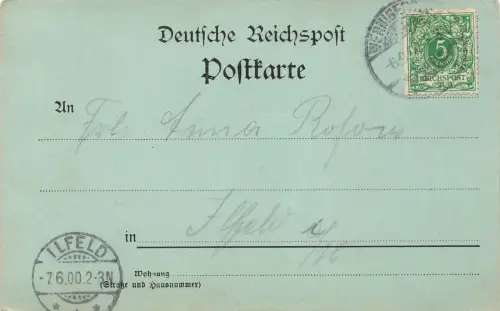 Deutsche Reichspost
Postkarte
5
REICHSPOST
An Frl. Anna
in Ilfeld
ILFELD
-7.6.00.2-3N
Wohnung
(Straße und Hausnummer)